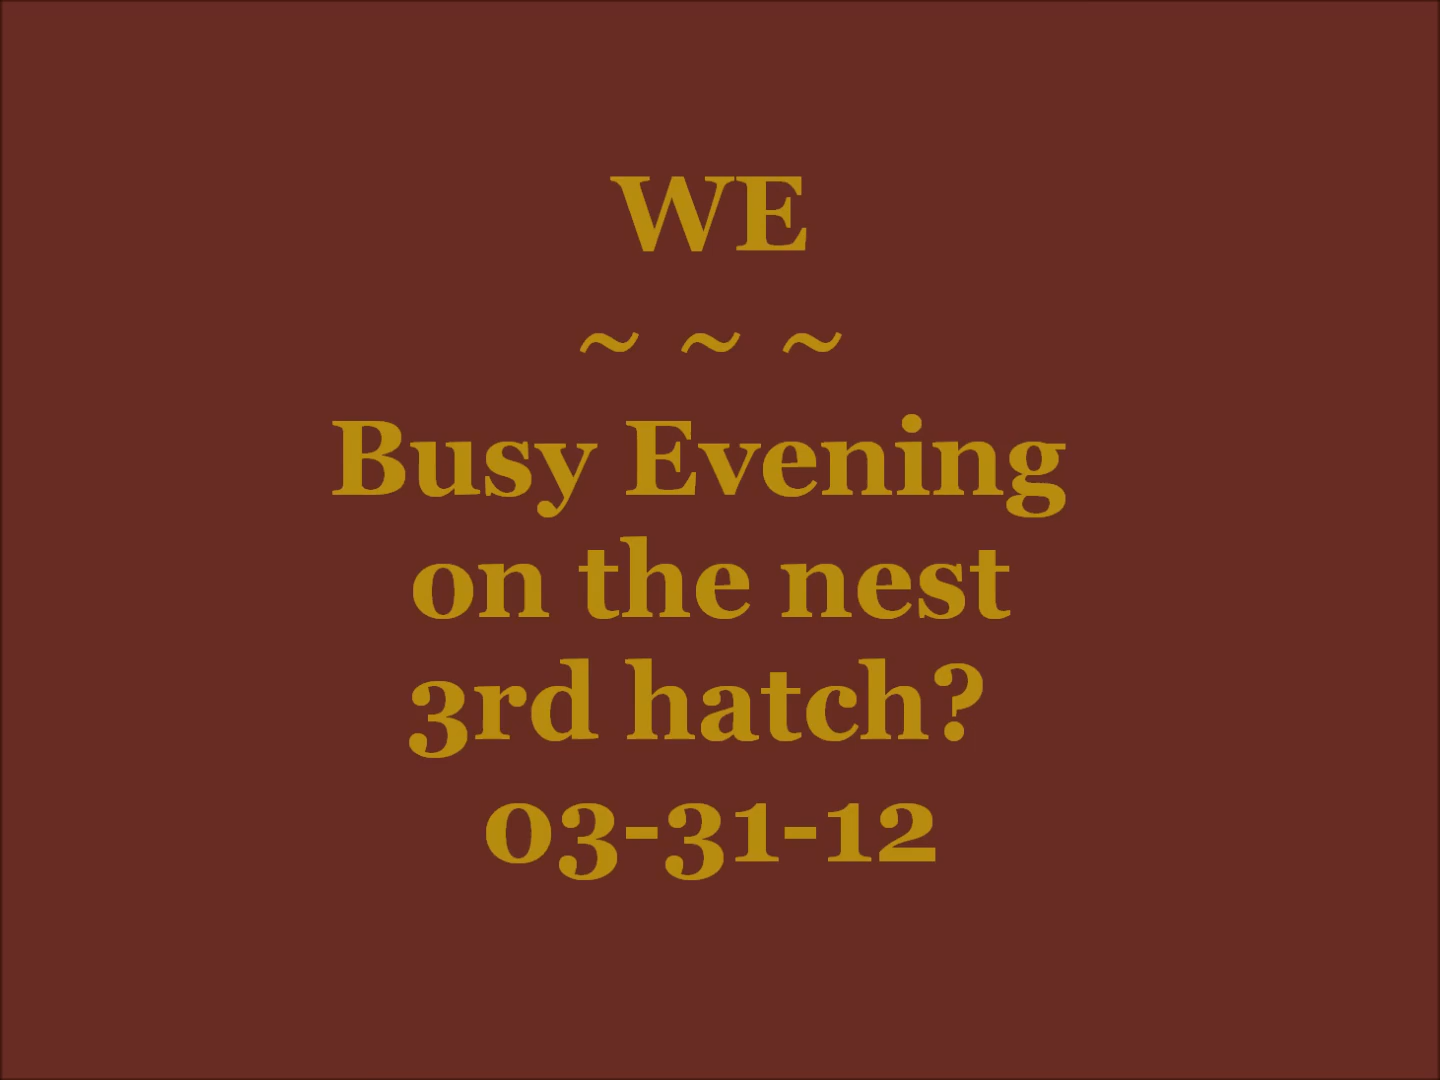 WE
~ ~ ~
Busy Evening
on the nest
3rd hatch?
03-31-12